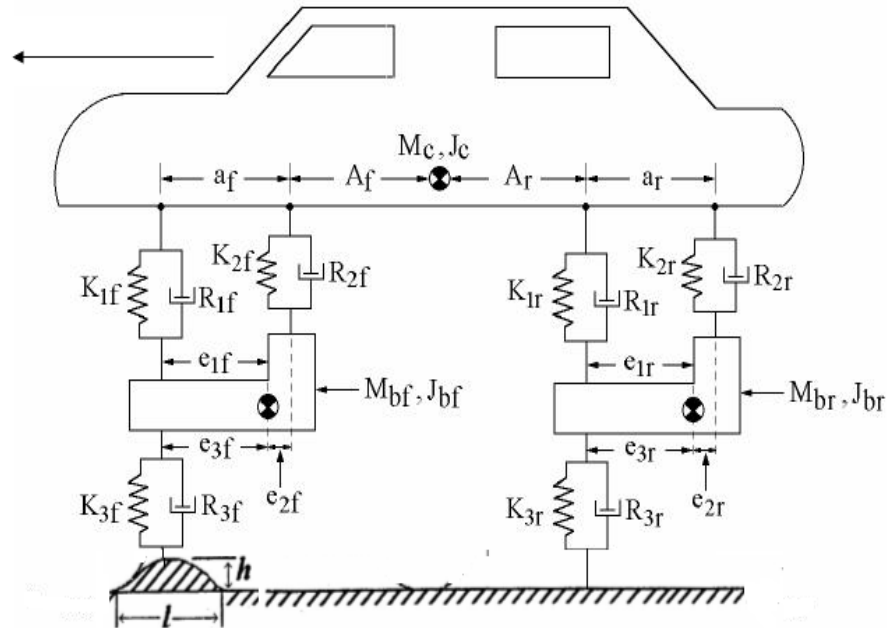 M_c, J_c
a_f A_f A_r a_r
K_2f R_2f K_2r R_2r
K_1f R_1f K_1r R_1r
e_1f e_1r
M_bf, J_bf M_br, J_br
e_3f e_3r
e_2f e_2r
K_3f R_3f K_3r R_3r
h
l